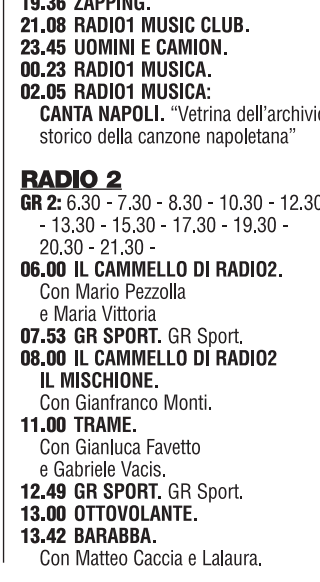 19.36 ZAPPING.
21.08 RADIO1 MUSIC CLUB.
23.45 UOMINI E CAMION.
00.23 RADIO1 MUSICA.
02.05 RADIO1 MUSICA:
CANTA NAPOLI. “Vetrina dell’archivio
storico della canzone napoletana”
RADIO 2
GR 2: 6.30 - 7.30 - 8.30 - 10.30 - 12.30
- 13.30 - 15.30 - 17.30 - 19.30 -
20.30 - 21.30 -
06.00 IL CAMMELLO DI RADIO2.
Con Mario Pezzolla
e Maria Vittoria
07.53 GR SPORT. GR Sport.
08.00 IL CAMMELLO DI RADIO2
IL MISCHIONE.
Con Gianfranco Monti.
11.00 TRAME.
Con Gianluca Favetto
e Gabriele Vacis.
12.49 GR SPORT. GR Sport.
13.00 OTTOVOLANTE.
13.42 BARABBA.
Con Matteo Caccia e Lalaura.